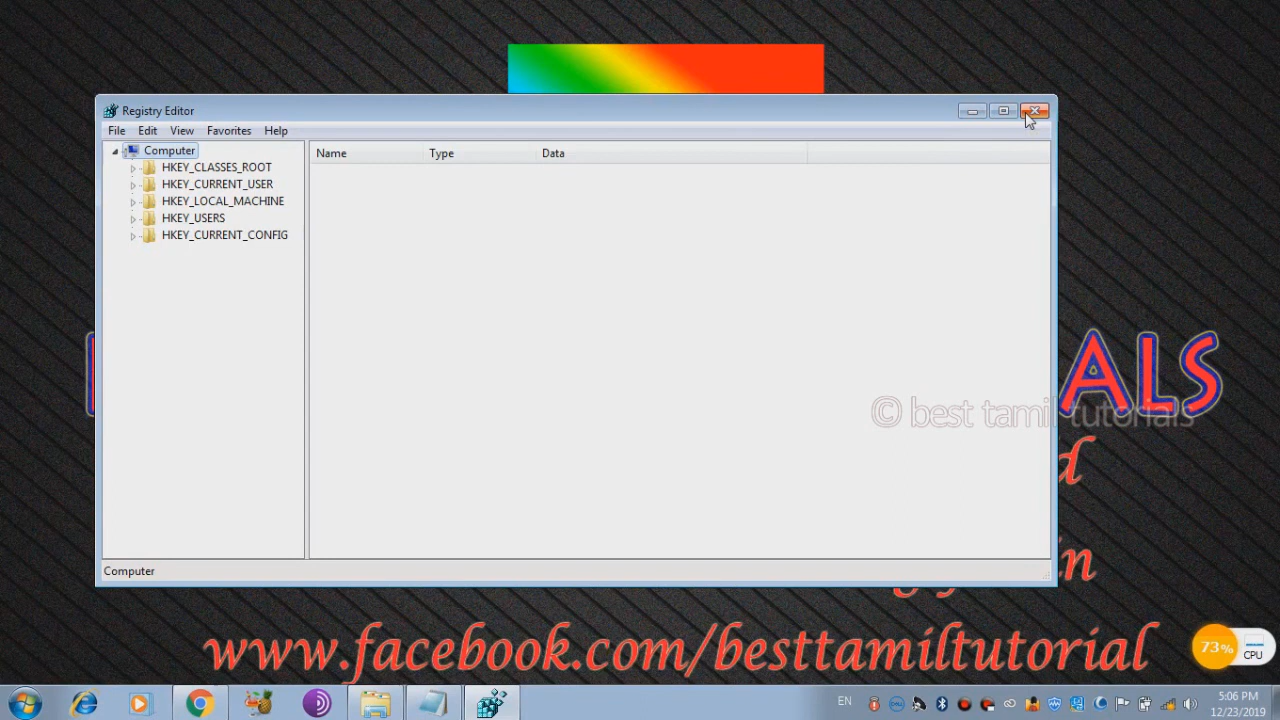 Registry Editor
File Edit View Favorites Help
Computer
HKEY_CLASSES_ROOT
HKEY_CURRENT_USER
HKEY_LOCAL_MACHINE
HKEY_USERS
HKEY_CURRENT_CONFIG
Name Type Data
ALS
© best tamil tutorials
d
in
Computer
www.facebook.com/besttamiltutorial
73%
CPU
EN
5:06 PM
12/23/2019